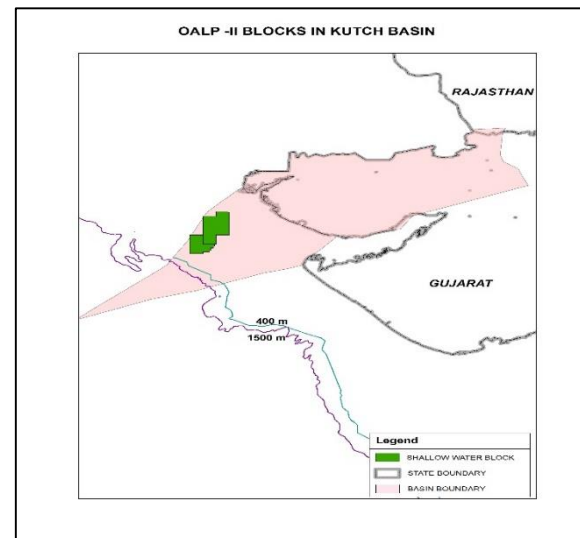 OALP -II BLOCKS IN KUTCH BASIN
RAJASTHAN
GUJARAT
400 m
1500 m
Legend
SHALLOW WATER BLOCK
STATE BOUNDARY
BASIN BOUNDARY